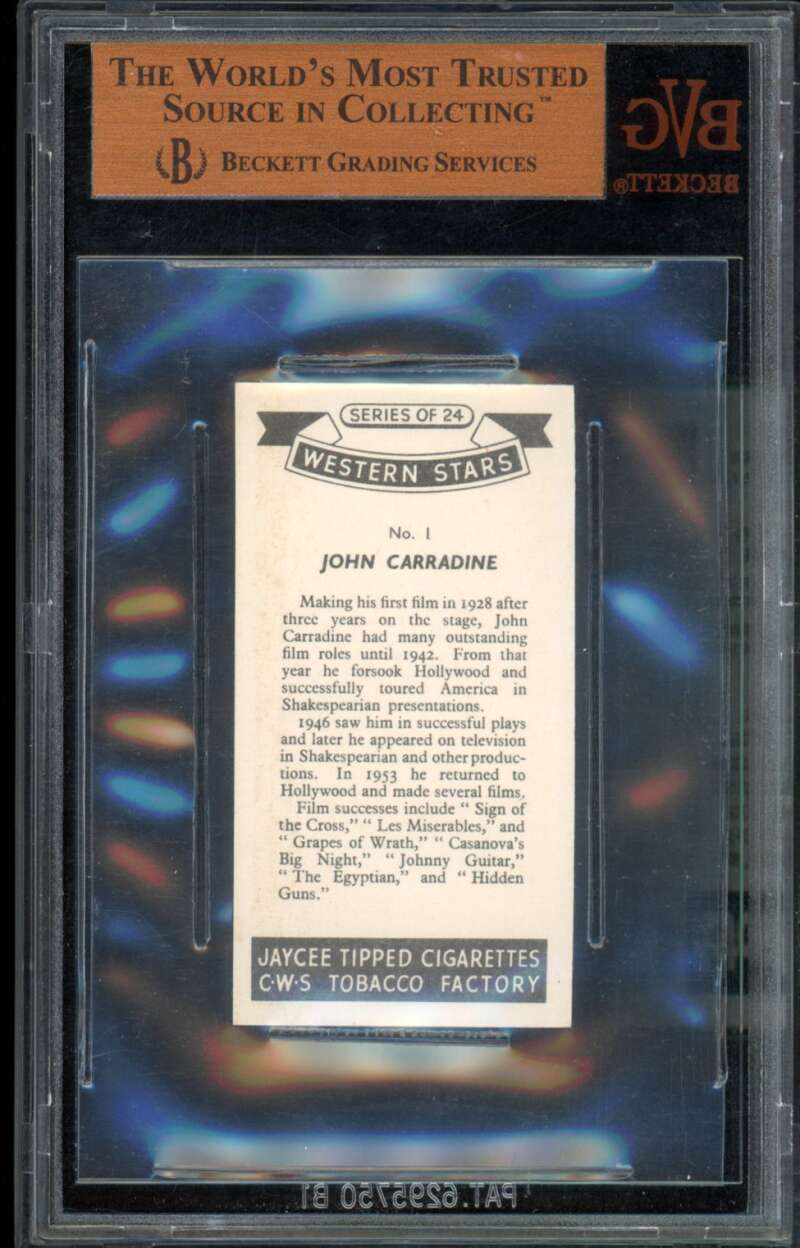 THE WORLD'S MOST TRUSTED
SOURCE IN COLLECTING™
B BECKETT GRADING SERVICES
BVG
BECKETT®
SERIES OF 24
WESTERN STARS
No. 1
JOHN CARRADINE
Making his first film in 1928 after
three years on the stage, John
Carradine had many outstanding
film roles until 1942. From that
year he forsook Hollywood and
successfully toured America in
Shakespearian presentations.
1946 saw him in successful plays
and later he appeared on television
in Shakespearian and other produc-
tions. In 1953 he returned to
Hollywood and made several films.
Film successes include " Sign of
the Cross," " Les Miserables," and
" Grapes of Wrath," " Casanova's
Big Night," " Johnny Guitar,"
" The Egyptian," and " Hidden
Guns."
JAYCEE TIPPED CIGARETTES
C·W·S TOBACCO FACTORY
PAT.6295750 B1